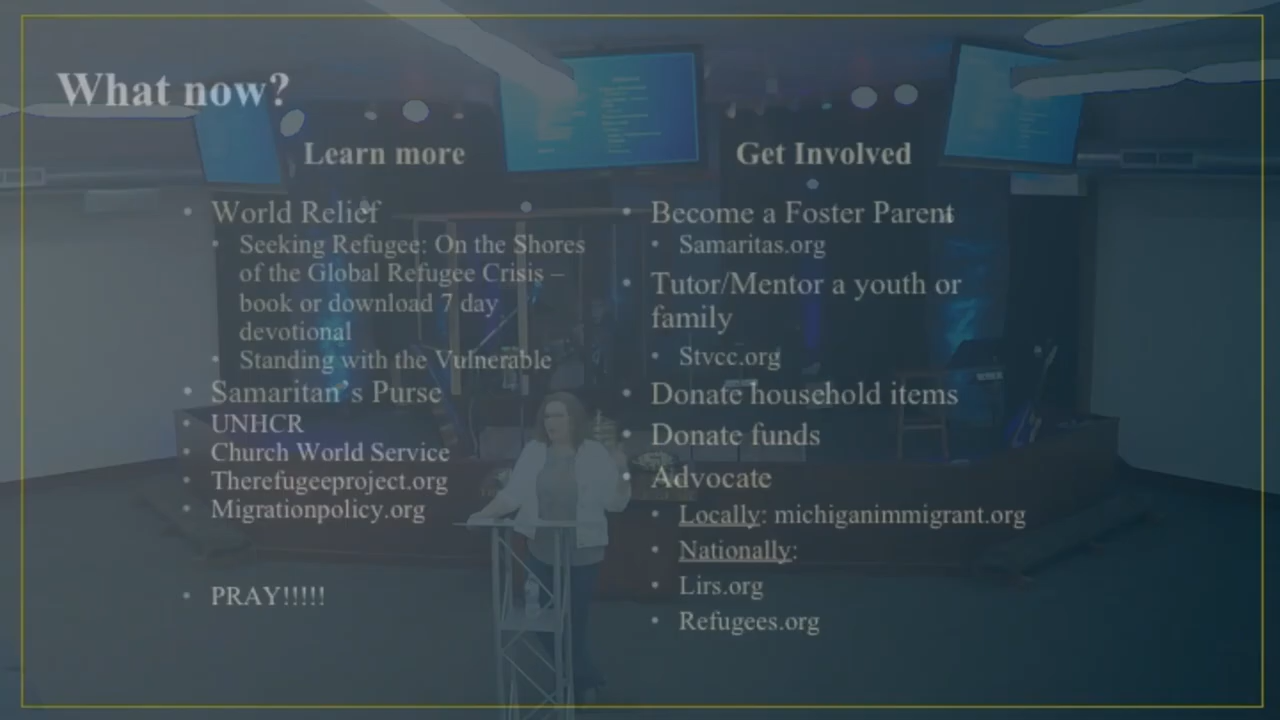 What now?
Learn more
World Relief
Seeking Refugee: On the Shores
of the Global Refugee Crisis –
book or download 7 day
devotional
Standing with the Vulnerable
Samaritan's Purse
UNHCR
Church World Service
Therefugeeproject.org
Migrationpolicy.org
PRAY!!!!!
Get Involved
Become a Foster Parent
Samaritas.org
Tutor/Mentor a youth or
family
Stvcc.org
Donate household items
Donate funds
Advocate
Locally: michiganimmigrant.org
Nationally:
Lirs.org
Refugees.org